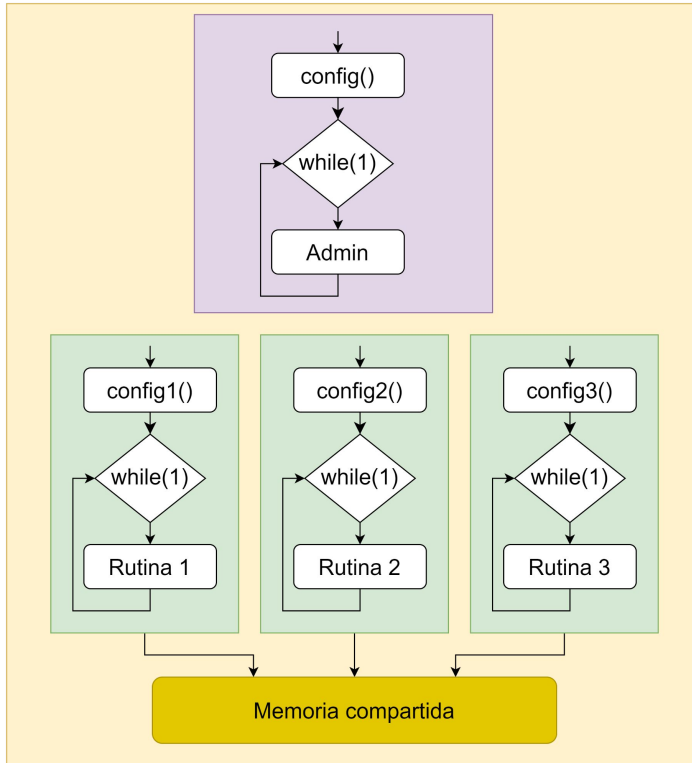 config()
while(1)
Admin
config1()
config2()
config3()
while(1)
while(1)
while(1)
Rutina 1
Rutina 2
Rutina 3
Memoria compartida